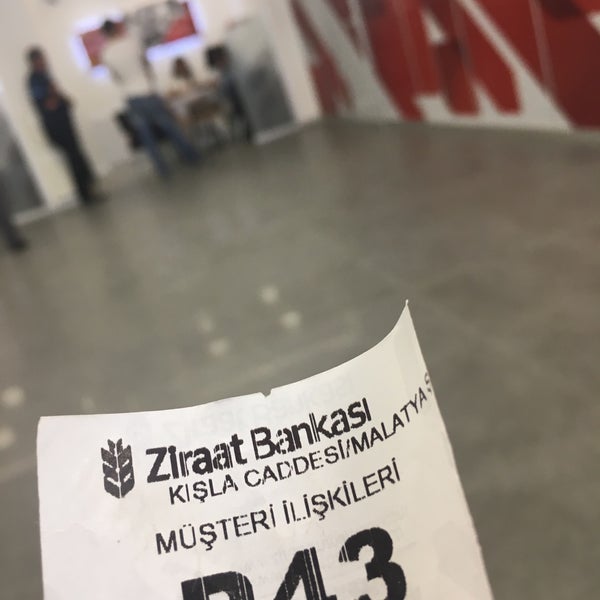 Ziraat Bankası
KIŞLA CADDESİ/MALATYA Ş
MÜŞTERİ İLİŞKİLERİ